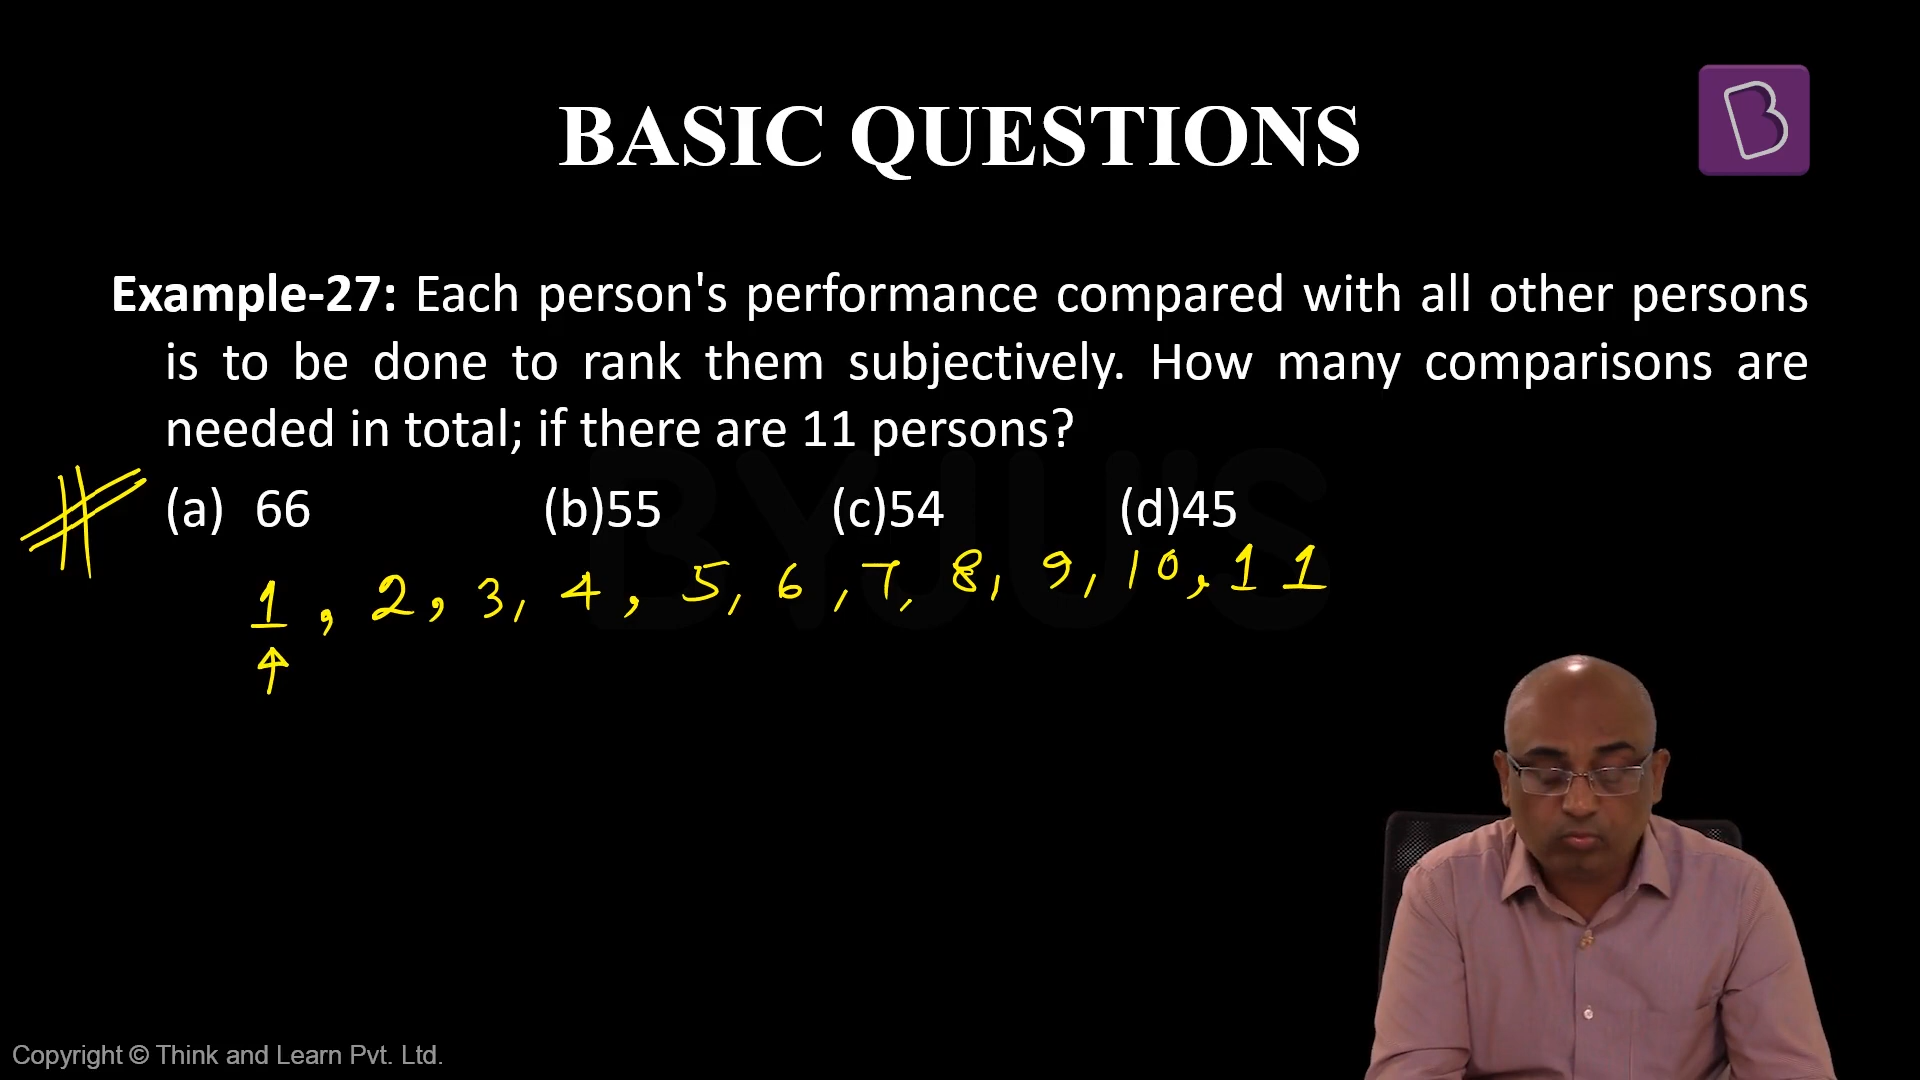 BASIC QUESTIONS
B
Example-27: Each person's performance compared with all other persons
is to be done to rank them subjectively. How many comparisons are
needed in total; if there are 11 persons?
(a) 66 (b)55 (c)54 (d)45
1, 2, 3, 4, 5, 6, 7, 8, 9, 10, 11
BYJU'S
Copyright © Think and Learn Pvt. Ltd.